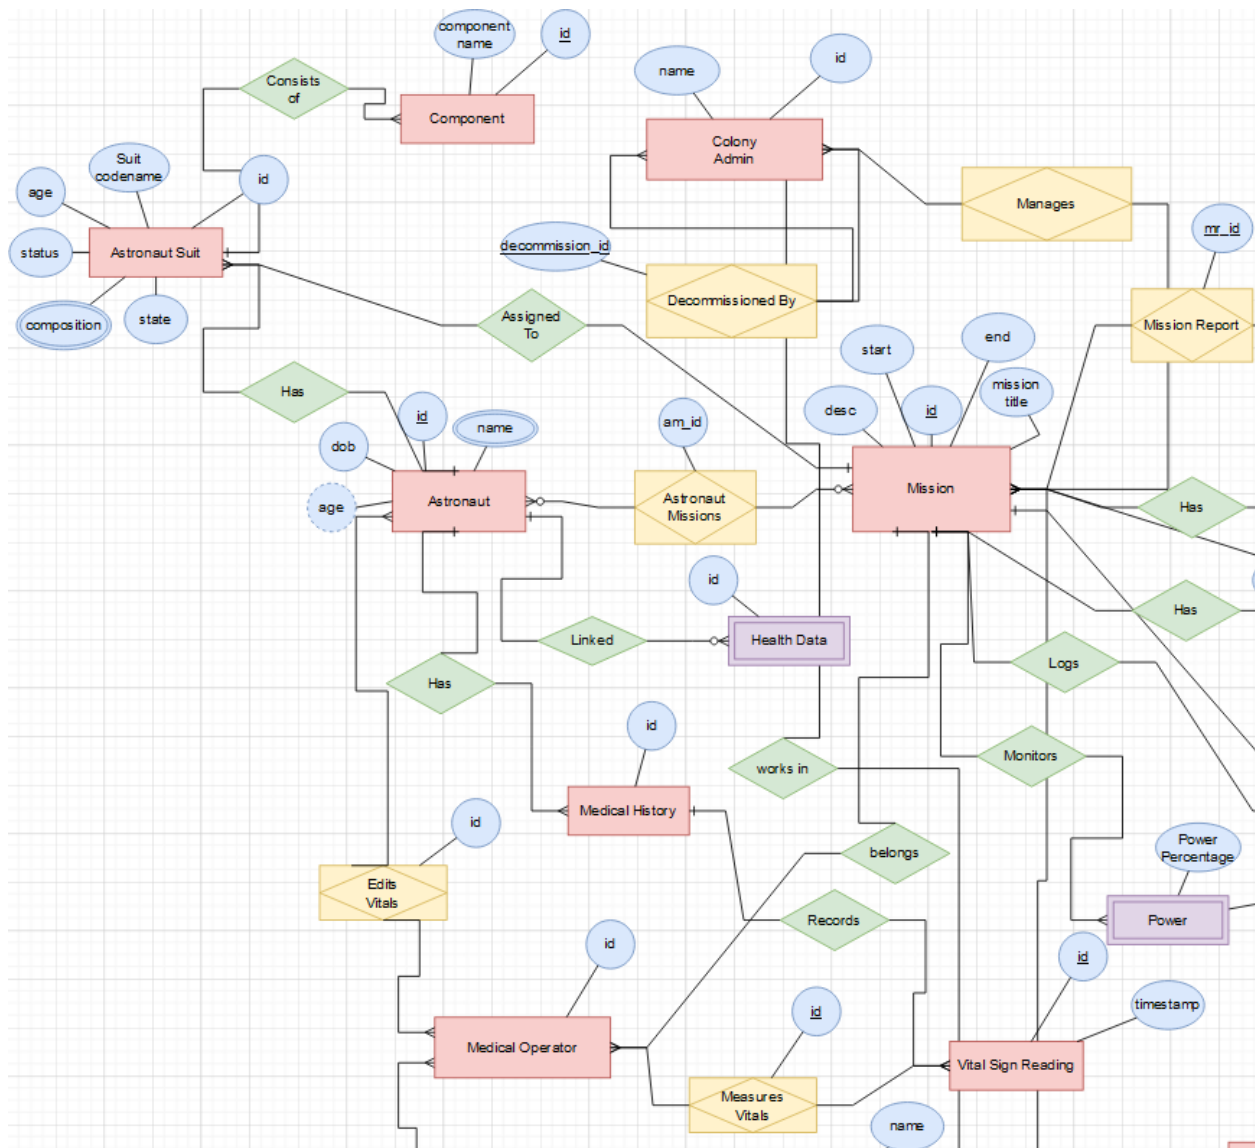 component
name
id
Consists
of
Component
name
id
Colony
Admin
Suit
codename
id
age
Manages
mr_id
status
Astronaut Suit
decommission_id
Decommissioned By
composition
state
Assigned
To
Mission Report
start
end
mission
title
Has
id
name
am_id
desc
id
dob
age
Astronaut
Astronaut
Missions
Mission
Has
id
Linked
Health Data
Has
Logs
Has
id
works in
Monitors
Medical History
id
Power
Percentage
belongs
Edits
Vitals
Records
Power
id
id
id
timestamp
Medical Operator
Vital Sign Reading
Measures
Vitals
name